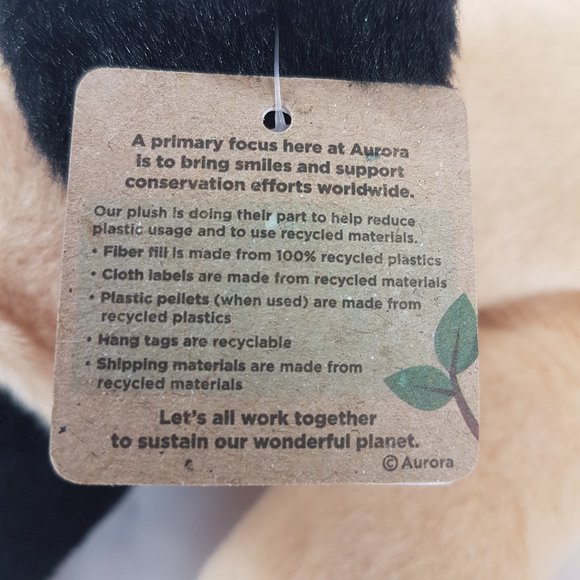 A primary focus here at Aurora
is to bring smiles and support
conservation efforts worldwide.
Our plush is doing their part to help reduce
plastic usage and to use recycled materials.
• Fiber fill is made from 100% recycled plastics
• Cloth labels are made from recycled materials
• Plastic pellets (when used) are made from
recycled plastics
• Hang tags are recyclable
• Shipping materials are made from
recycled materials
Let's all work together
to sustain our wonderful planet.
© Aurora